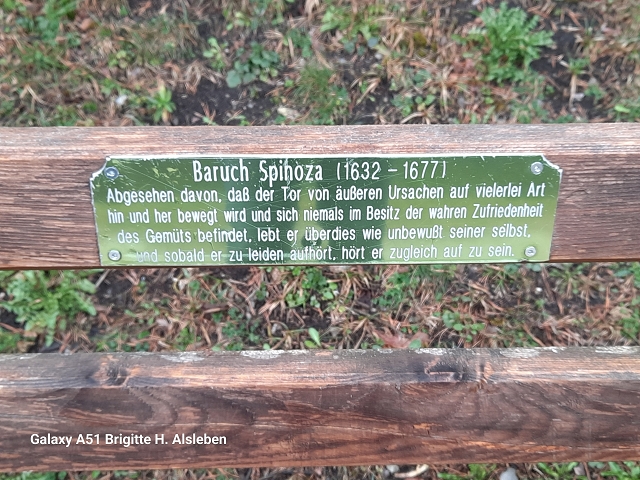 Baruch Spinoza (1632 – 1677)
Abgesehen davon, daß der Tor von äußeren Ursachen auf vielerlei Art
hin und her bewegt wird und sich niemals im Besitz der wahren Zufriedenheit
des Gemüts befindet, lebt er überdies wie unbewußt seiner selbst,
und sobald er zu leiden aufhört, hört er zugleich auf zu sein.
Galaxy A51 Brigitte H. Alsleben